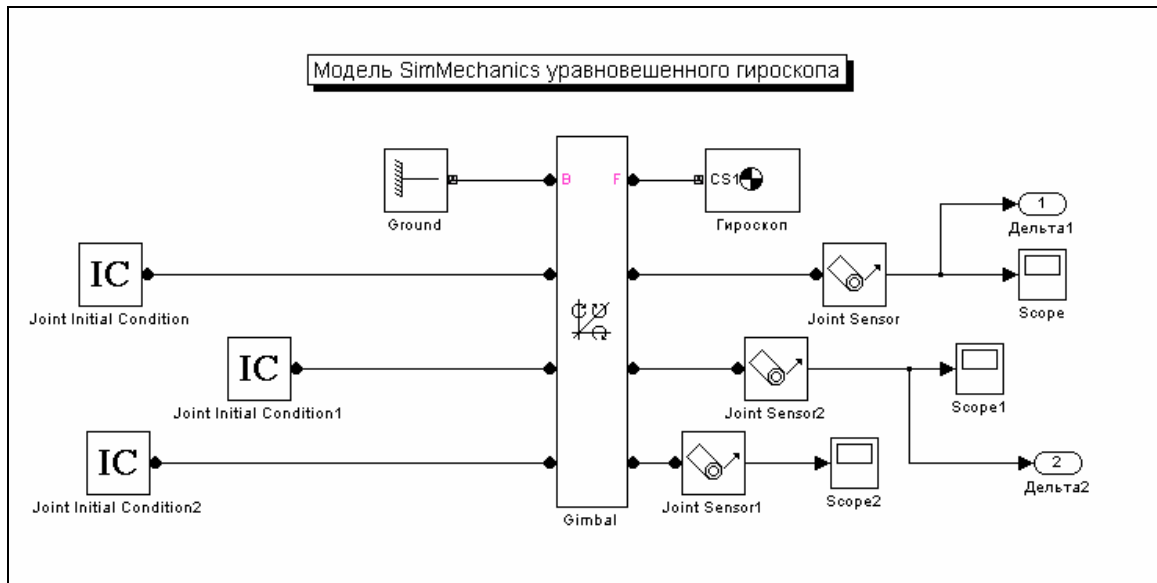 Модель SimMechanics уравновешенного гироскопа
B
F
CS1
Ground
Гироскоп
1
Дельта1
IC
Joint Initial Condition
Joint Sensor
Scope
IC
Joint Initial Condition1
Joint Sensor2
Scope1
IC
Joint Initial Condition2
Gimbal
Joint Sensor1
Scope2
2
Дельта2